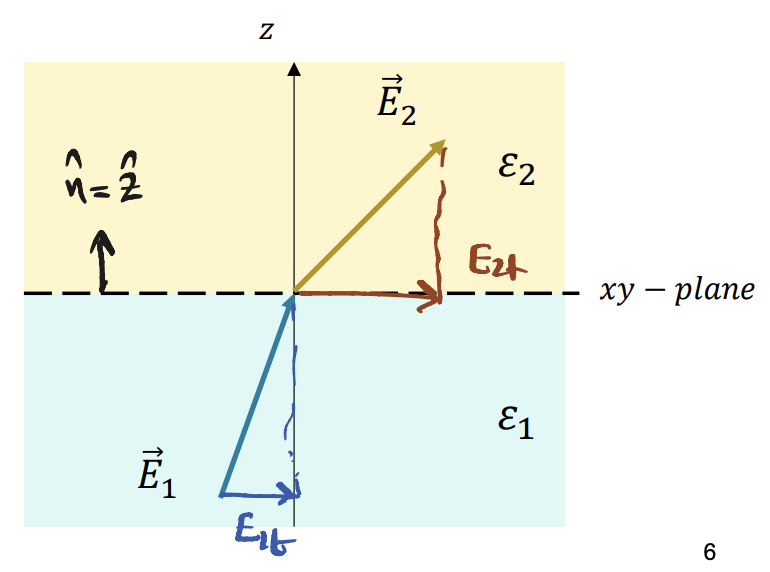 z
E⃗₂
n̂ = ẑ
ε₂
E₂t
xy − plane
ε₁
E⃗₁
E₁t
6